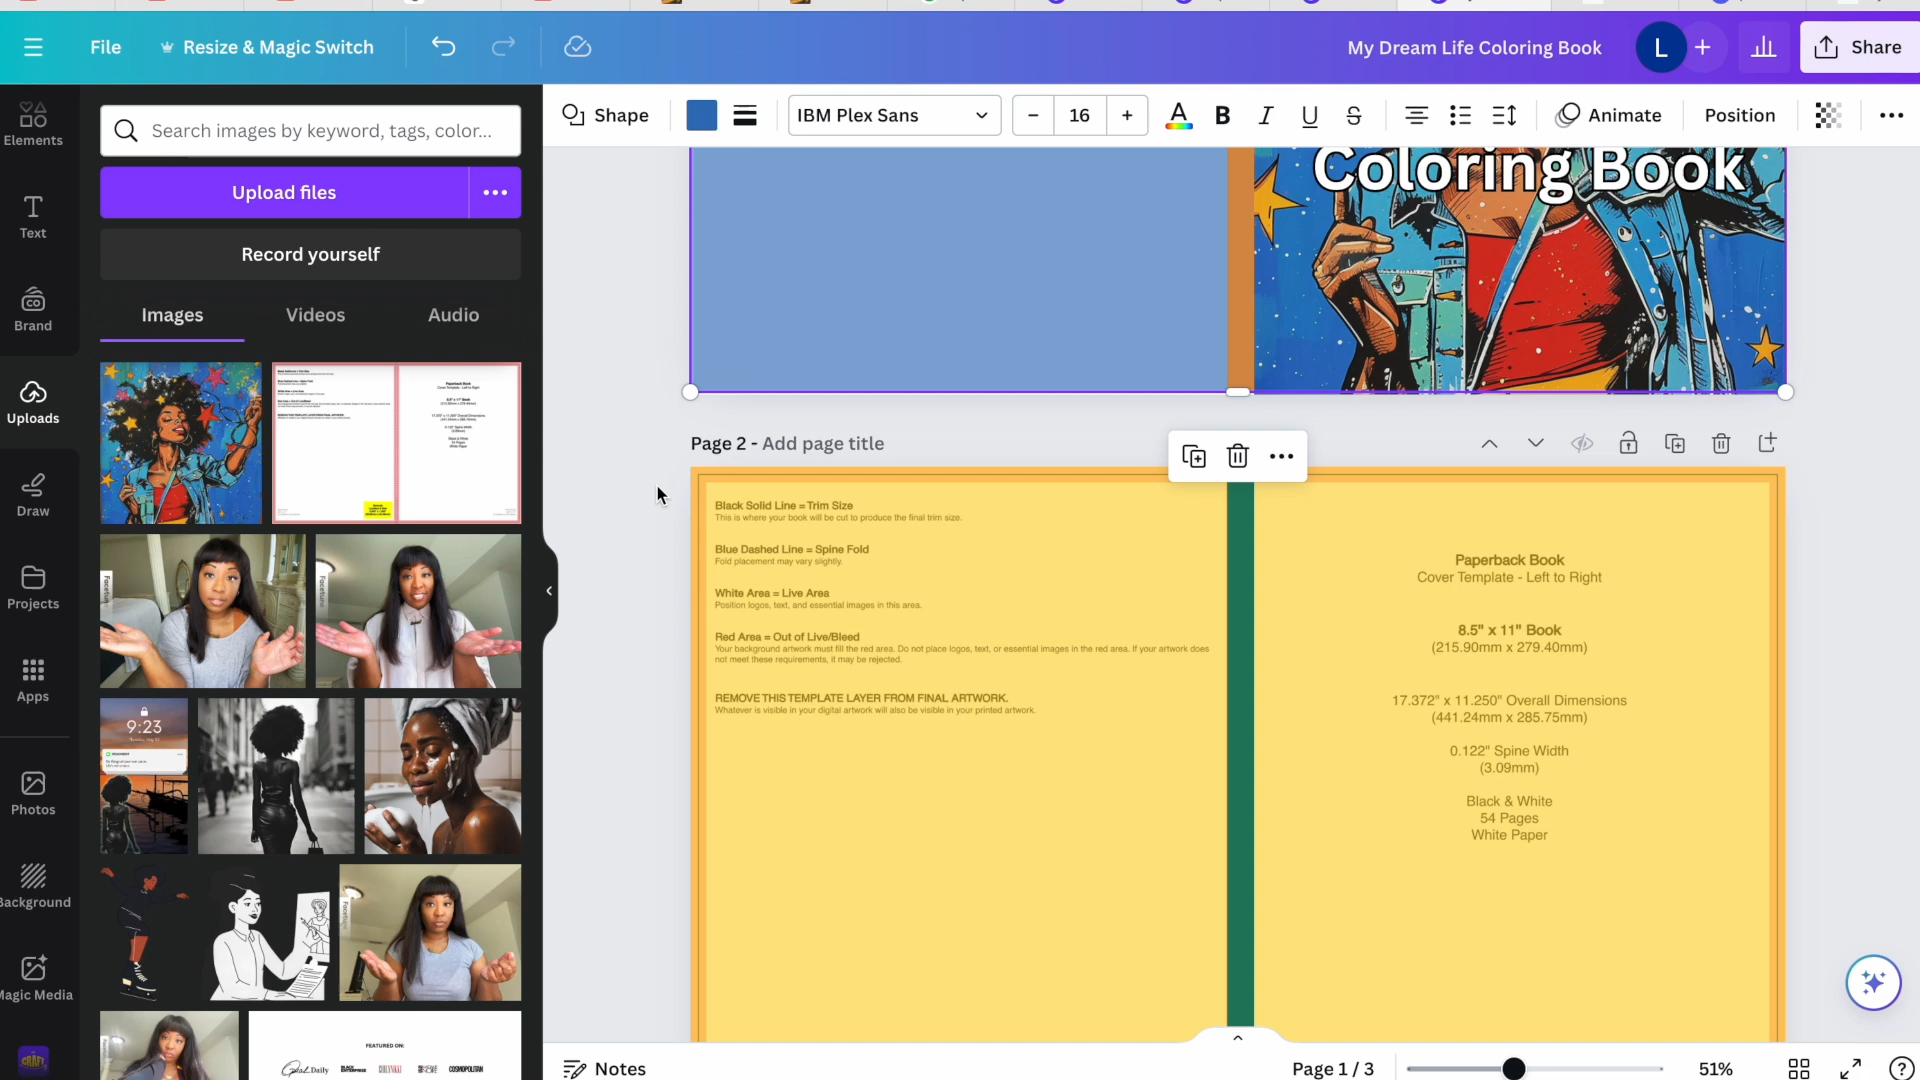 File
Resize & Magic Switch
My Dream Life Coloring Book
L
Share
Elements
Text
Brand
Uploads
Draw
Projects
Apps
Photos
Background
Magic Media
Search images by keyword, tags, color...
Upload files
Record yourself
Images
Videos
Audio
9:23
FEATURED ON:
COSMOPOLITAN
Shape
IBM Plex Sans
16
A
B
I
U
S
Animate
Position
Coloring Book
Page 2 - Add page title
Black Solid Line = Trim Size
This is where your book will be cut to produce the final trim size.
Blue Dashed Line = Spine Fold
Fold placement may vary slightly.
White Area = Live Area
Position logos, text, and essential images in this area.
Red Area = Out of Live/Bleed
Your background artwork must fill the red area. Do not place logos, text, or essential images in the red area. If your artwork does
not meet these requirements, it may be rejected.
REMOVE THIS TEMPLATE LAYER FROM FINAL ARTWORK.
Whatever is visible in your digital artwork will also be visible in your printed artwork.
Paperback Book
Cover Template - Left to Right
8.5" x 11" Book
(215.90mm x 279.40mm)
17.372" x 11.250" Overall Dimensions
(441.24mm x 285.75mm)
0.122" Spine Width
(3.09mm)
Black & White
54 Pages
White Paper
Notes
Page 1 / 3
51%